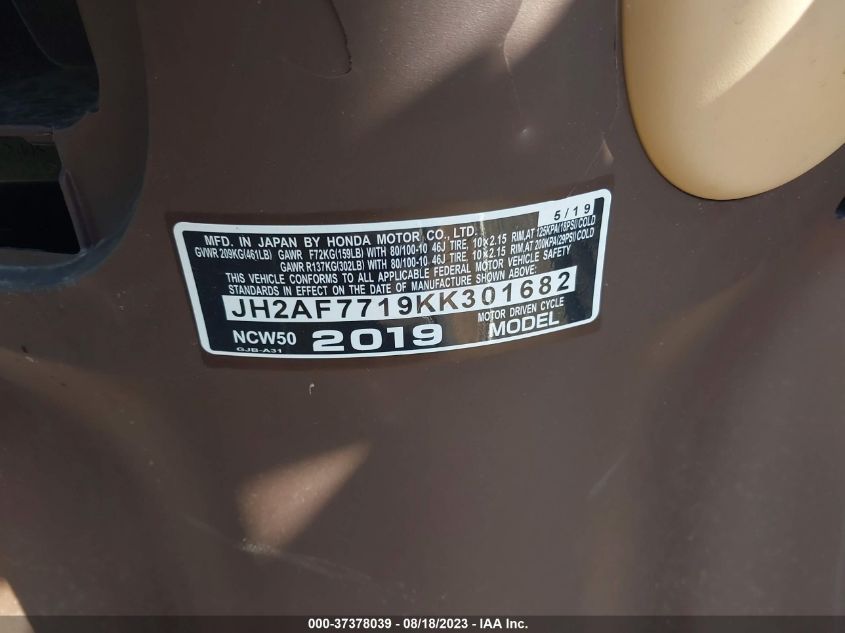 5/19
MFD. IN JAPAN BY HONDA MOTOR CO., LTD.
GVWR 209KG(461LB) GAWR F72KG(159LB) WITH 80/100-10 46J TIRE, 10×2.15 RIM, AT 125KPA(18PSI) COLD
GAWR R137KG(302LB) WITH 80/100-10 46J TIRE, 10×2.15 RIM, AT 200KPA(29PSI) COLD
THIS VEHICLE CONFORMS TO ALL APPLICABLE FEDERAL MOTOR VEHICLE SAFETY
STANDARDS IN EFFECT ON THE DATE OF MANUFACTURE SHOWN ABOVE.
JH2AF7719KK301682
MOTOR DRIVEN CYCLE
NCW50 2019 MODEL
GJB-A31
000-37378039 - 08/18/2023 - IAA Inc.